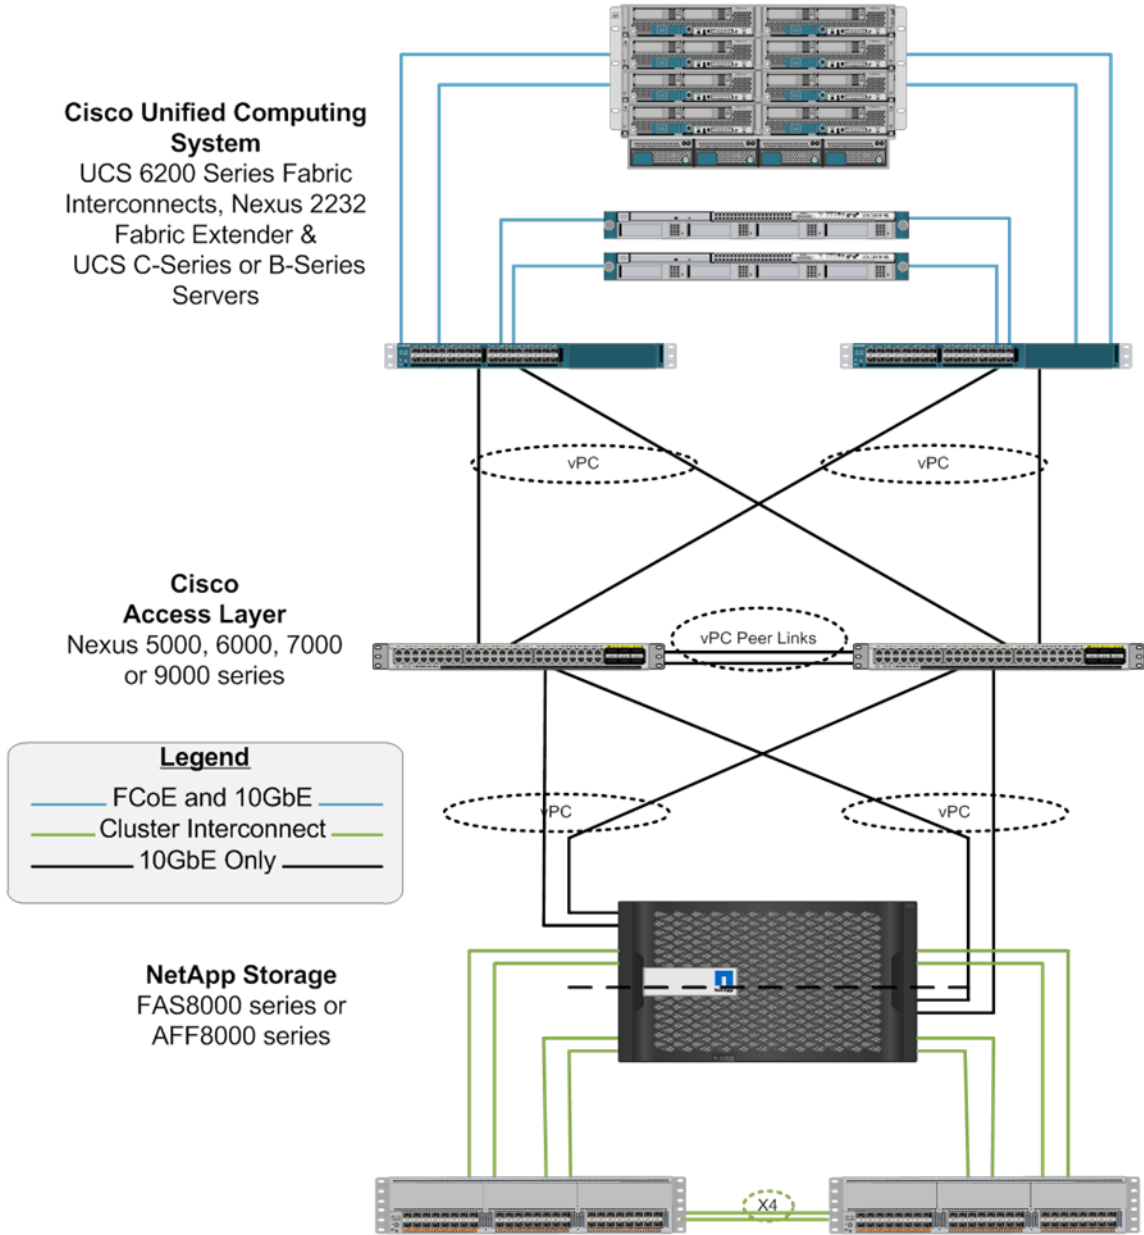 Cisco Unified Computing
System
UCS 6200 Series Fabric
Interconnects, Nexus 2232
Fabric Extender &
UCS C-Series or B-Series
Servers
vPC
vPC
Cisco
Access Layer
Nexus 5000, 6000, 7000
or 9000 series
vPC Peer Links
Legend
FCoE and 10GbE
Cluster Interconnect
10GbE Only
vPC
vPC
NetApp Storage
FAS8000 series or
AFF8000 series
NetApp
X4